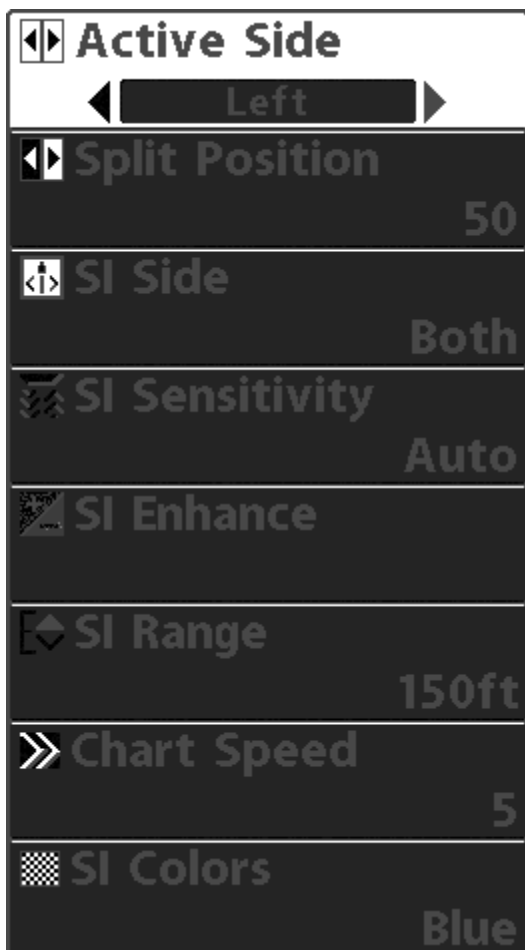 Active Side
Left
Split Position
50
SI Side
Both
SI Sensitivity
Auto
SI Enhance
SI Range
150ft
Chart Speed
5
SI Colors
Blue